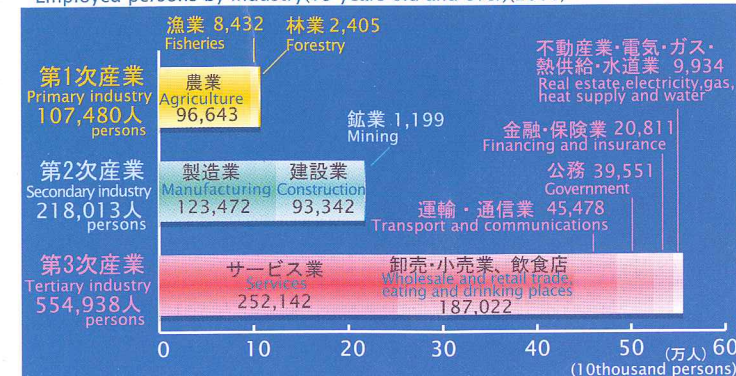 Employed persons by industry(15 years old and over)
漁業 8,432
Fisheries
林業 2,405
Forestry
不動産業・電気・ガス・
熱供給・水道業 9,934
Real estate,electricity,gas,
heat supply and water
第1次産業
Primary industry
107,480人
persons
農業
Agriculture
96,643
鉱業 1,199
Mining
金融・保険業 20,811
Financing and insurance
公務 39,551
Government
第2次産業
Secondary industry
218,013人
persons
製造業
Manufacturing
123,472
建設業
Construction
93,342
運輸・通信業 45,478
Transport and communications
第3次産業
Tertiary industry
554,938人
persons
サービス業
Services
252,142
卸売・小売業、飲食店
Wholesale and retail trade,
eating and drinking places
187,022
0 10 20 30 40 50 (万人) 60
(10thousand persons)